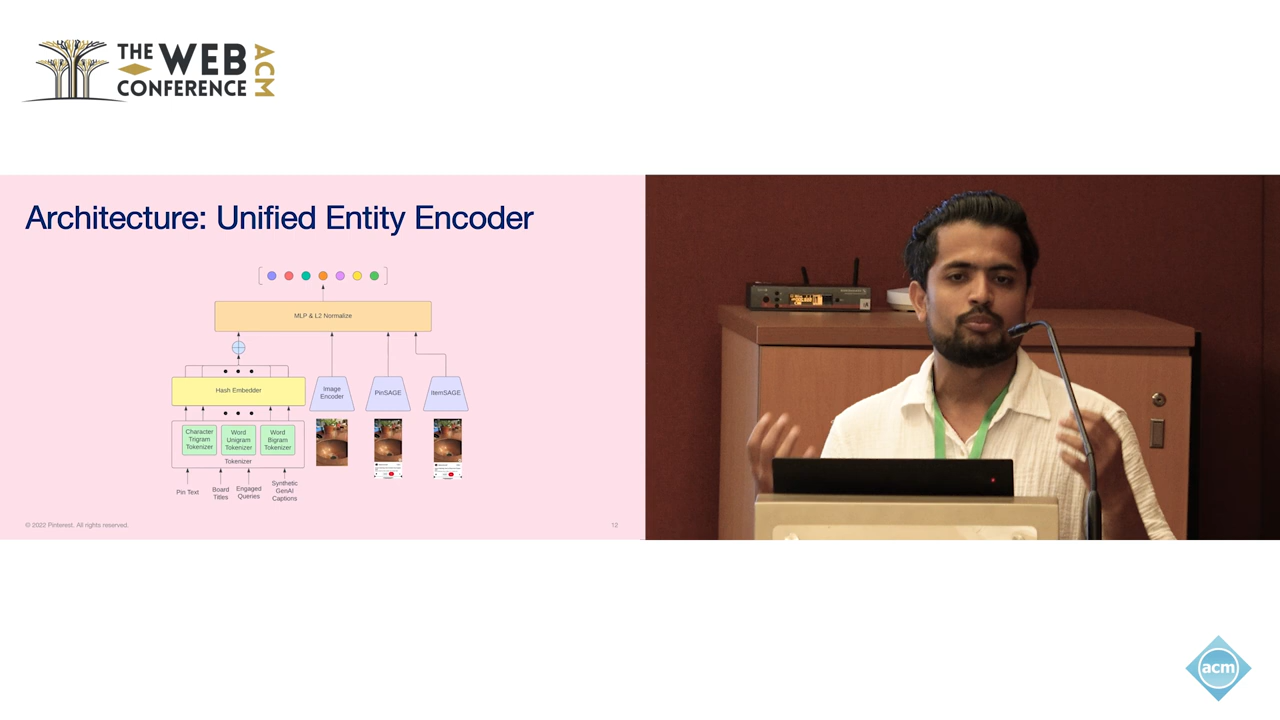 THE WEB
CONFERENCE
ACM
Architecture: Unified Entity Encoder
MLP & L2 Normalize
Hash Embedder
Image
Encoder
PinSAGE
ItemSAGE
Character
Trigram
Tokenizer
Word
Unigram
Tokenizer
Word
Bigram
Tokenizer
Tokenizer
Pin Text
Board
Titles
Engaged
Queries
Synthetic
GenAI
Captions
© 2022 Pinterest. All rights reserved.
12
acm